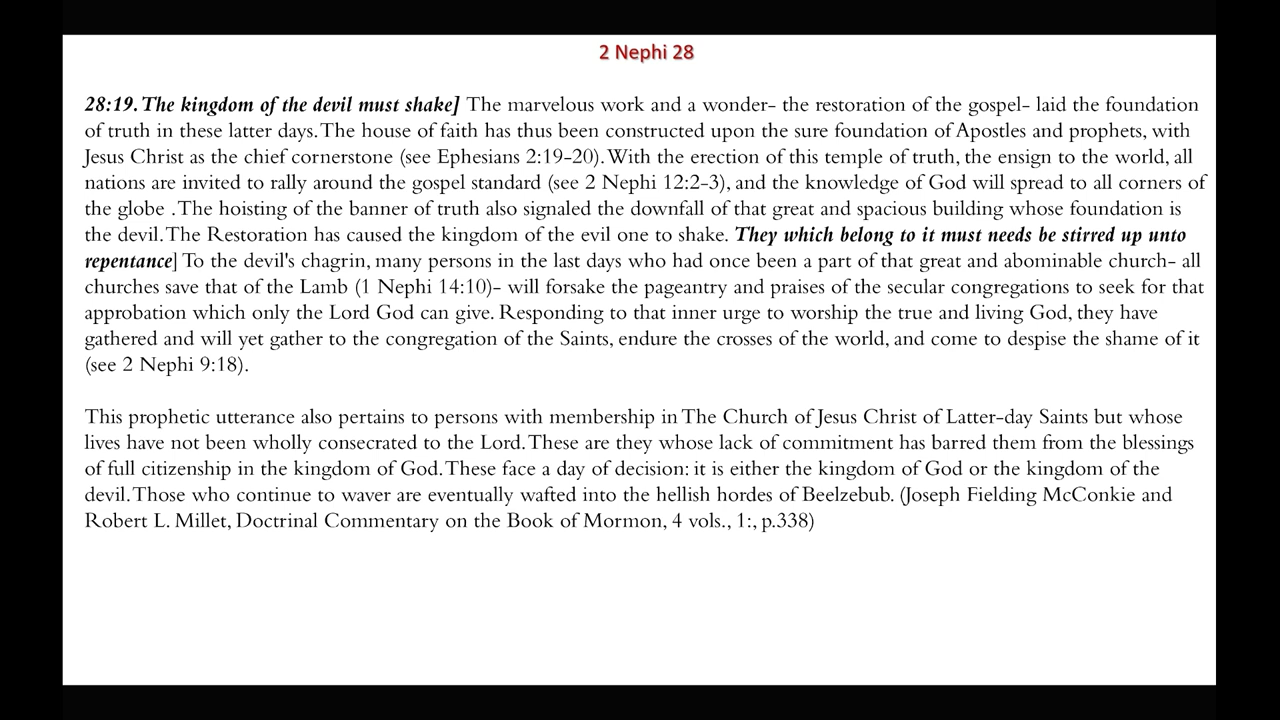 2 Nephi 28
28:19. The kingdom of the devil must shake] The marvelous work and a wonder- the restoration of the gospel- laid the foundation
of truth in these latter days. The house of faith has thus been constructed upon the sure foundation of Apostles and prophets, with
Jesus Christ as the chief cornerstone (see Ephesians 2:19-20). With the erection of this temple of truth, the ensign to the world, all
nations are invited to rally around the gospel standard (see 2 Nephi 12:2-3), and the knowledge of God will spread to all corners of
the globe . The hoisting of the banner of truth also signaled the downfall of that great and spacious building whose foundation is
the devil. The Restoration has caused the kingdom of the evil one to shake. They which belong to it must needs be stirred up unto
repentance] To the devil's chagrin, many persons in the last days who had once been a part of that great and abominable church- all
churches save that of the Lamb (1 Nephi 14:10)- will forsake the pageantry and praises of the secular congregations to seek for that
approbation which only the Lord God can give. Responding to that inner urge to worship the true and living God, they have
gathered and will yet gather to the congregation of the Saints, endure the crosses of the world, and come to despise the shame of it
(see 2 Nephi 9:18).
This prophetic utterance also pertains to persons with membership in The Church of Jesus Christ of Latter-day Saints but whose
lives have not been wholly consecrated to the Lord. These are they whose lack of commitment has barred them from the blessings
of full citizenship in the kingdom of God. These face a day of decision: it is either the kingdom of God or the kingdom of the
devil. Those who continue to waver are eventually wafted into the hellish hordes of Beelzebub. (Joseph Fielding McConkie and
Robert L. Millet, Doctrinal Commentary on the Book of Mormon, 4 vols., 1:, p.338)